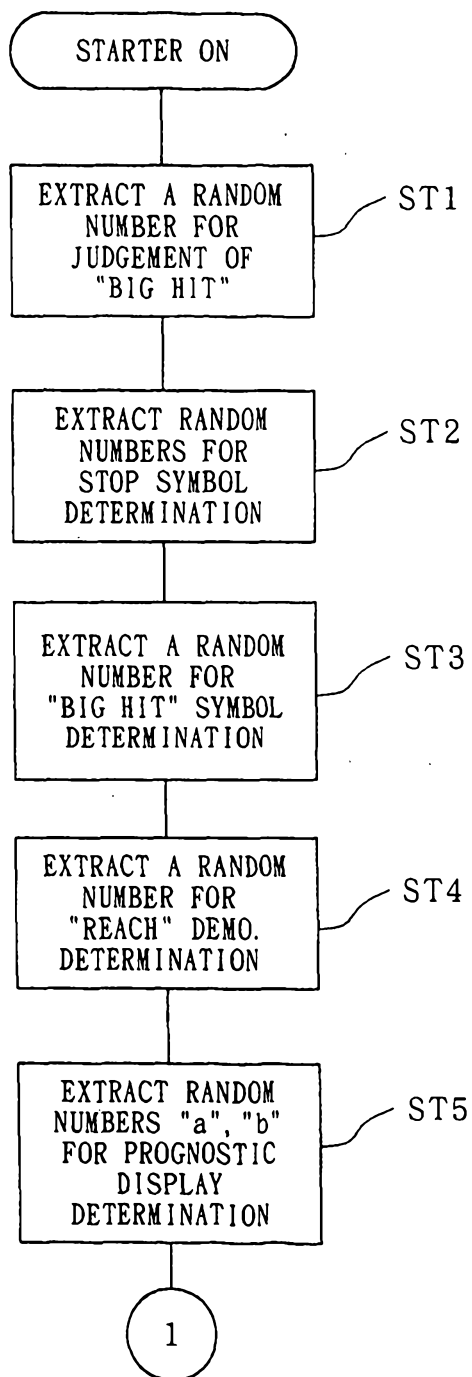 STARTER ON
EXTRACT A RANDOM
NUMBER FOR
JUDGEMENT OF
"BIG HIT"
ST1
EXTRACT RANDOM
NUMBERS FOR
STOP SYMBOL
DETERMINATION
ST2
EXTRACT A RANDOM
NUMBER FOR
"BIG HIT" SYMBOL
DETERMINATION
ST3
EXTRACT A RANDOM
NUMBER FOR
"REACH" DEMO.
DETERMINATION
ST4
EXTRACT RANDOM
NUMBERS "a", "b"
FOR PROGNOSTIC
DISPLAY
DETERMINATION
ST5
1